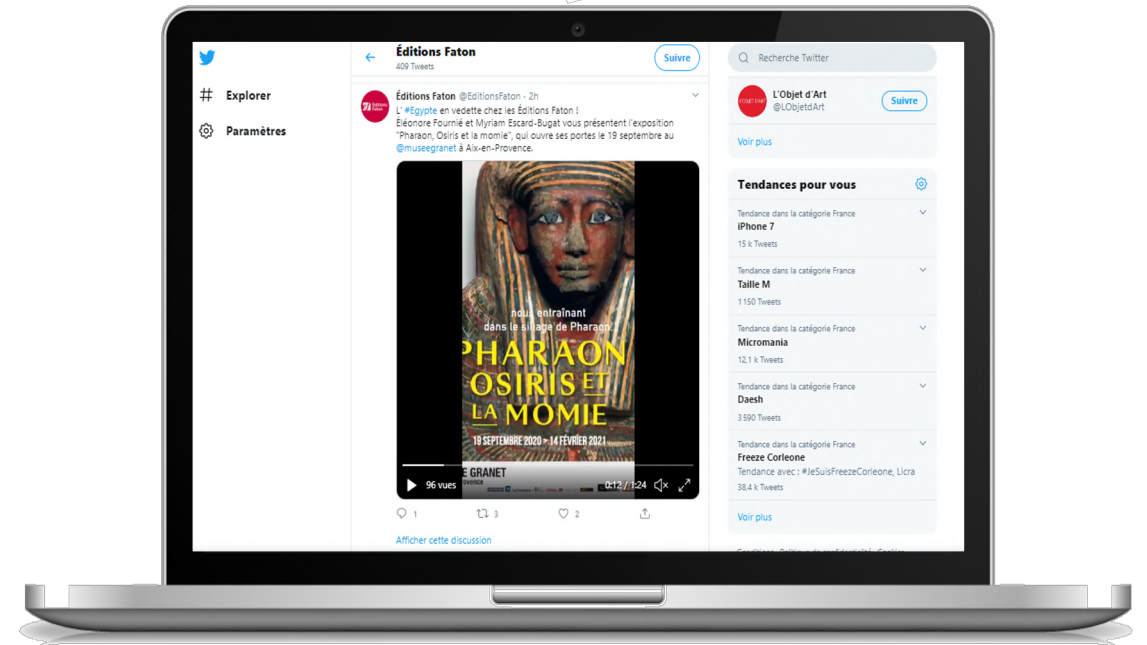 Explorer
Paramètres
Éditions Faton
409 Tweets
Suivre
Éditions Faton @EditionsFaton · 2h
L' #Egypte en vedette chez les Éditions Faton !
Éléonore Fournié et Myriam Escard-Bugat vous présentent l'exposition
"Pharaon, Osiris et la momie", qui ouvre ses portes le 19 septembre au
@museegranet à Aix-en-Provence.
nous entraînant
dans le sillage de Pharaon.
PHARAON
OSIRIS ET
LA MOMIE
19 SEPTEMBRE 2020 > 14 FÉVRIER 2021
E GRANET
96 vues
0:12 / 1:24
1
3
2
Afficher cette discussion
Recherche Twitter
L'Objet d'Art
@LObjetdArt
Suivre
Voir plus
Tendances pour vous
Tendance dans la catégorie France
iPhone 7
15 k Tweets
Tendance dans la catégorie France
Taille M
1 150 Tweets
Tendance dans la catégorie France
Micromania
12,1 k Tweets
Tendance dans la catégorie France
Daesh
3 590 Tweets
Tendance dans la catégorie France
Freeze Corleone
Tendance avec : #JeSuisFreezeCorleone, Licra
38,4 k Tweets
Voir plus